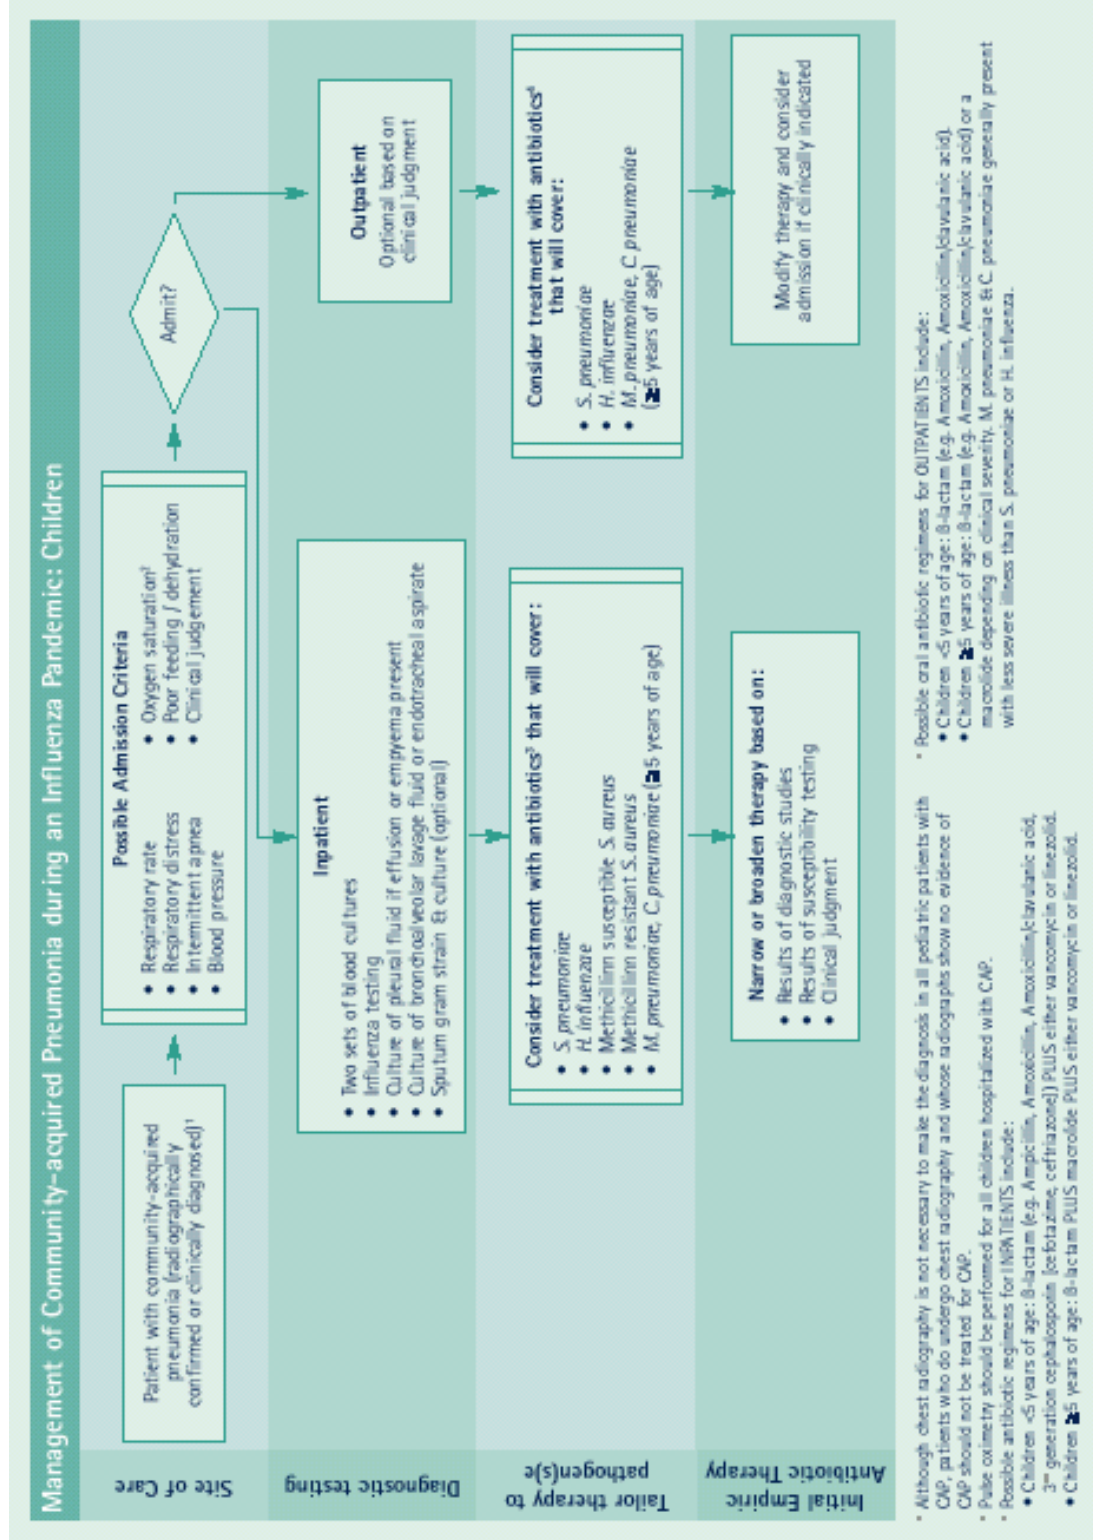 Management of Community-acquired Pneumonia during an Influenza Pandemic: Children
Site of Care
Patient with community-acquired
pneumonia (radiographically
confirmed or clinically diagnosed)¹
Possible Admission Criteria
• Respiratory rate
• Respiratory distress
• Intermittent apnea
• Blood pressure
• Oxygen saturation²
• Poor feeding / dehydration
• Clinical judgement
Admit?
Diagnostic testing
Inpatient
• Two sets of blood cultures
• Influenza testing
• Culture of pleural fluid if effusion or empyema present
• Culture of bronchoalveolar lavage fluid or endotracheal aspirate
• Sputum gram strain & culture (optional)
Outpatient
Optional based on
clinical judgment
Tailor therapy to
pathogen(s)e
Consider treatment with antibiotics³ that will cover:
• S. pneumoniae
• H. influenzae
• Methicillinn susceptible S. aureus
• Methicillinn resistant S. aureus
• M. pneumoniae, C. pneumoniae (≥5 years of age)
Consider treatment with antibiotics⁴
that will cover:
• S. pneumoniae
• H. influenzae
• M. pneumoniae, C pneumoniae
(≥5 years of age)
Initial Empiric
Antibiotic Therapy
Narrow or broaden therapy based on:
• Results of diagnostic studies
• Results of susceptibility testing
• Clinical judgment
Modify therapy and consider
admission if clinically indicated
Although chest radiography is not necessary to make the diagnosis in all pediatric patients with
CAP, patients who do undergo chest radiography and whose radiographs show no evidence of
CAP should not be treated for CAP.
Pulse oximetry should be performed for all children hospitalized with CAP.
Possible antibiotic regimens for INPATIENTS include:
• Children <5 years of age: ß-lactam (e.g. Ampicillin, Amoxicillin, Amoxicillin/clavulanic acid,
3rd generation cephalosporin [cefotazime, ceftriazone]) PLUS either vancomycin or linezolid.
• Children ≥5 years of age: ß-lactam PLUS macrolide PLUS either vancomycin or linezolid.
Possible oral antibiotic regimens for OUTPATIENTS include:
• Children <5 years of age: ß-lactam (e.g. Amoxicillin, Amoxicillin/clavulanic acid).
• Children ≥5 years of age: ß-lactam (e.g. Amoxicillin, Amoxicillin/clavulanic acid) or a
macrolide depending on clinical severity. M. pneumoniae & C. pneumoniae generally present
with less severe illness than S. pneumoniae or H. influenza.